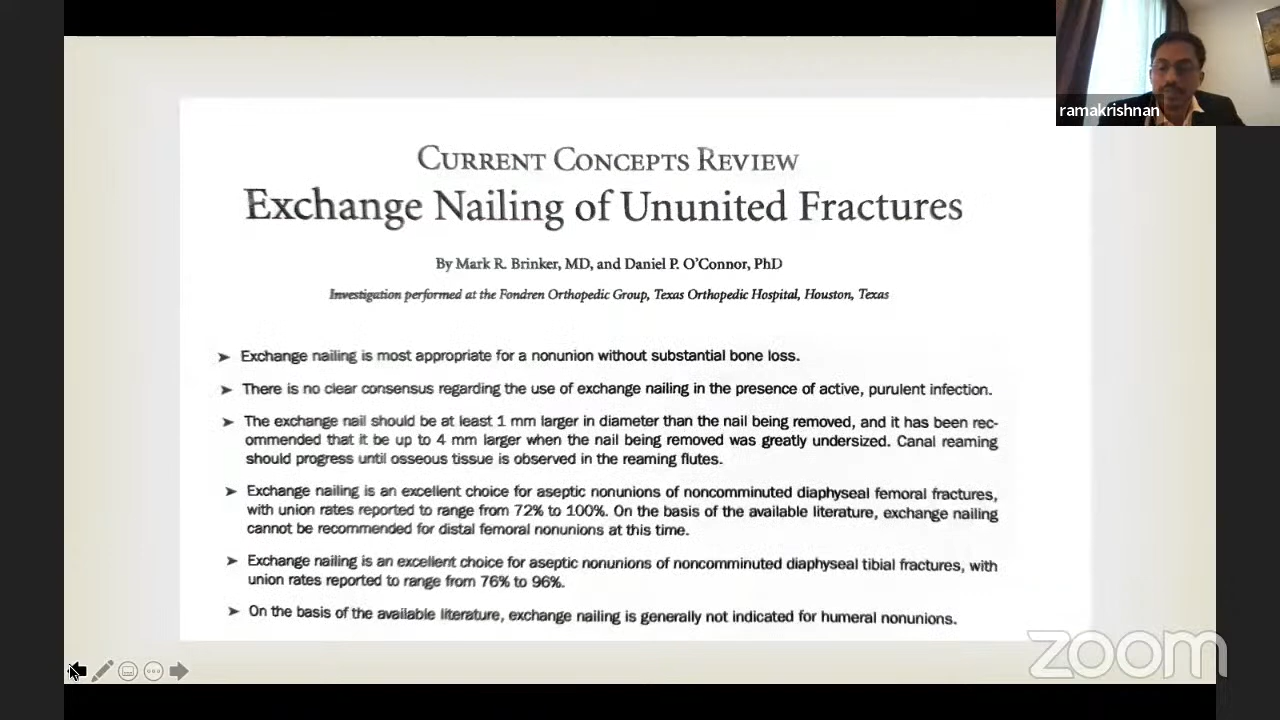 ramakrishnan
CURRENT CONCEPTS REVIEW
Exchange Nailing of Ununited Fractures
By Mark R. Brinker, MD, and Daniel P. O'Connor, PhD
Investigation performed at the Fondren Orthopedic Group, Texas Orthopedic Hospital, Houston, Texas
➤ Exchange nailing is most appropriate for a nonunion without substantial bone loss.
➤ There is no clear consensus regarding the use of exchange nailing in the presence of active, purulent infection.
➤ The exchange nail should be at least 1 mm larger in diameter than the nail being removed, and it has been rec-
ommended that it be up to 4 mm larger when the nail being removed was greatly undersized. Canal reaming
should progress until osseous tissue is observed in the reaming flutes.
➤ Exchange nailing is an excellent choice for aseptic nonunions of noncomminuted diaphyseal femoral fractures,
with union rates reported to range from 72% to 100%. On the basis of the available literature, exchange nailing
cannot be recommended for distal femoral nonunions at this time.
➤ Exchange nailing is an excellent choice for aseptic nonunions of noncomminuted diaphyseal tibial fractures, with
union rates reported to range from 76% to 96%.
➤ On the basis of the available literature, exchange nailing is generally not indicated for humeral nonunions.
zoom